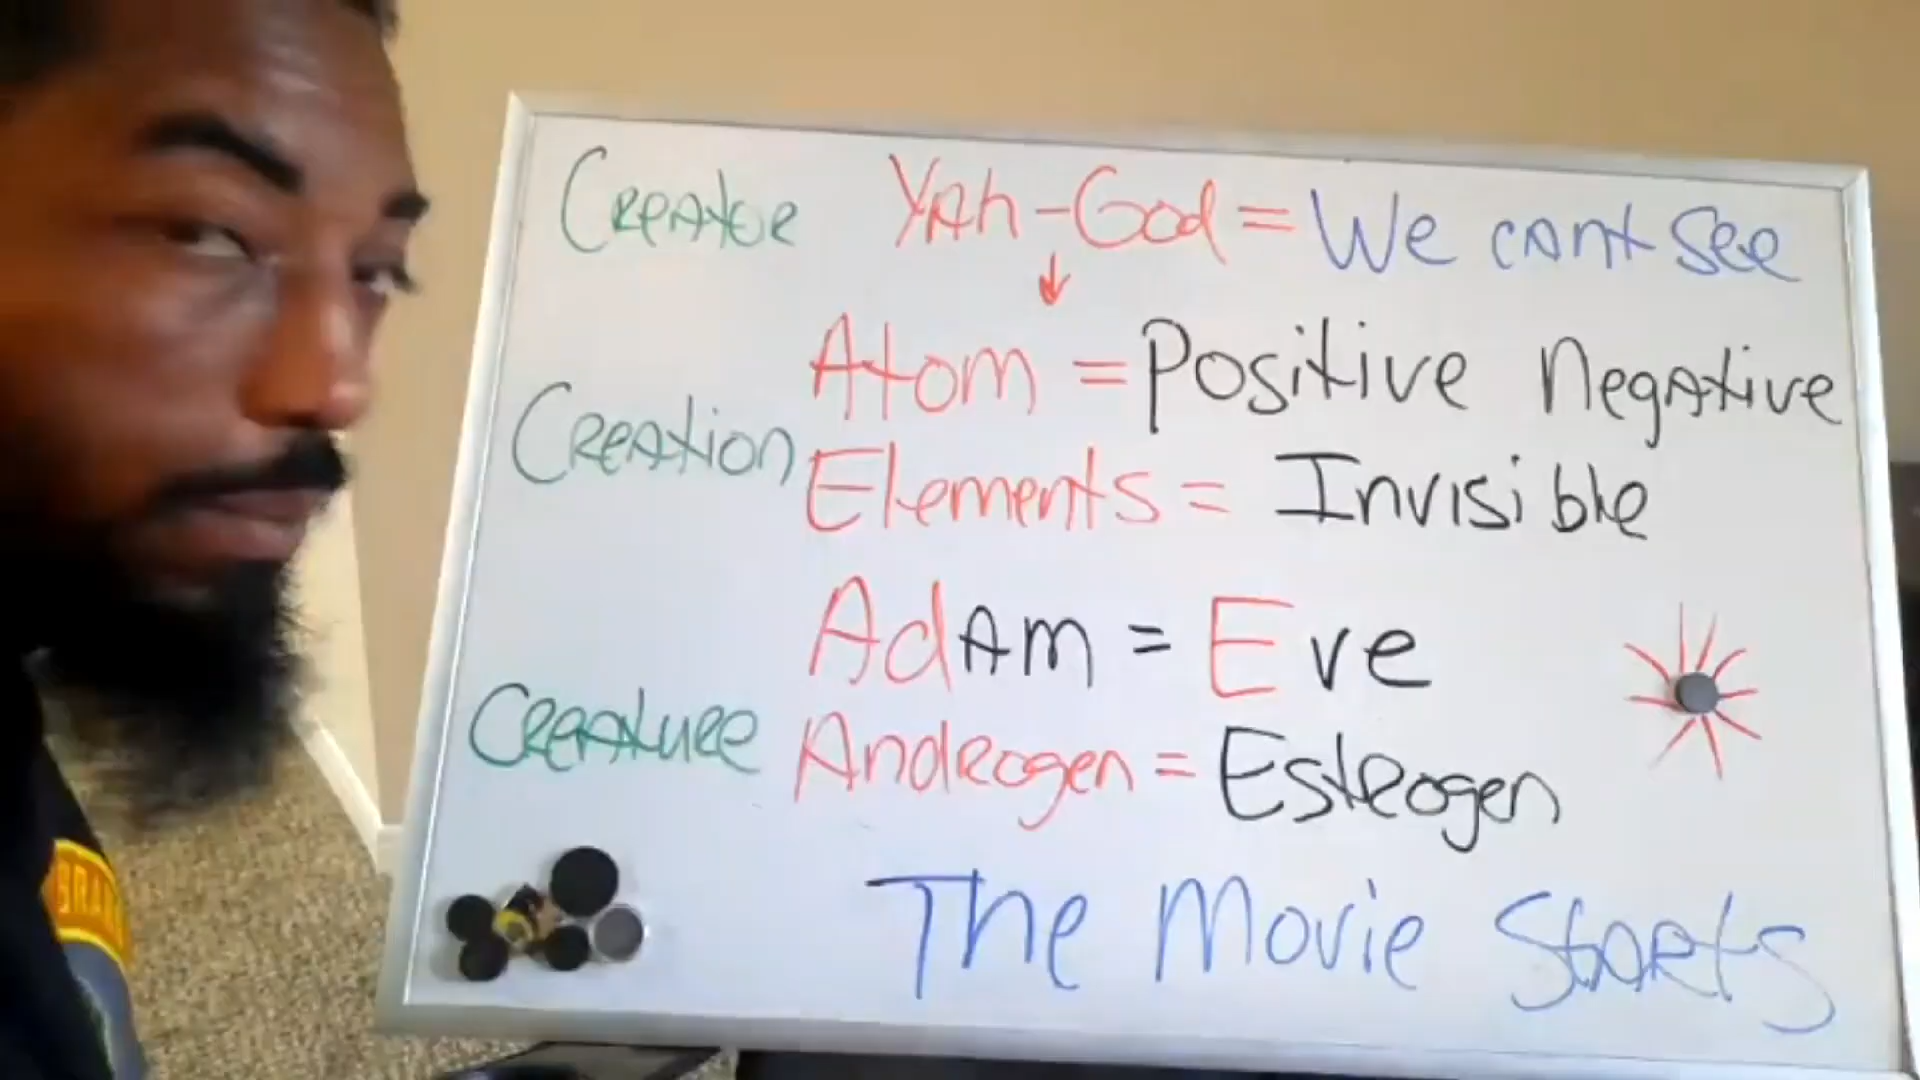 Creator Yah-God = We cant See
Atom = Positive Negative
Creation
Elements = Invisible
Adam = Eve
Creature
Androgen = Estrogen
The Movie Starts